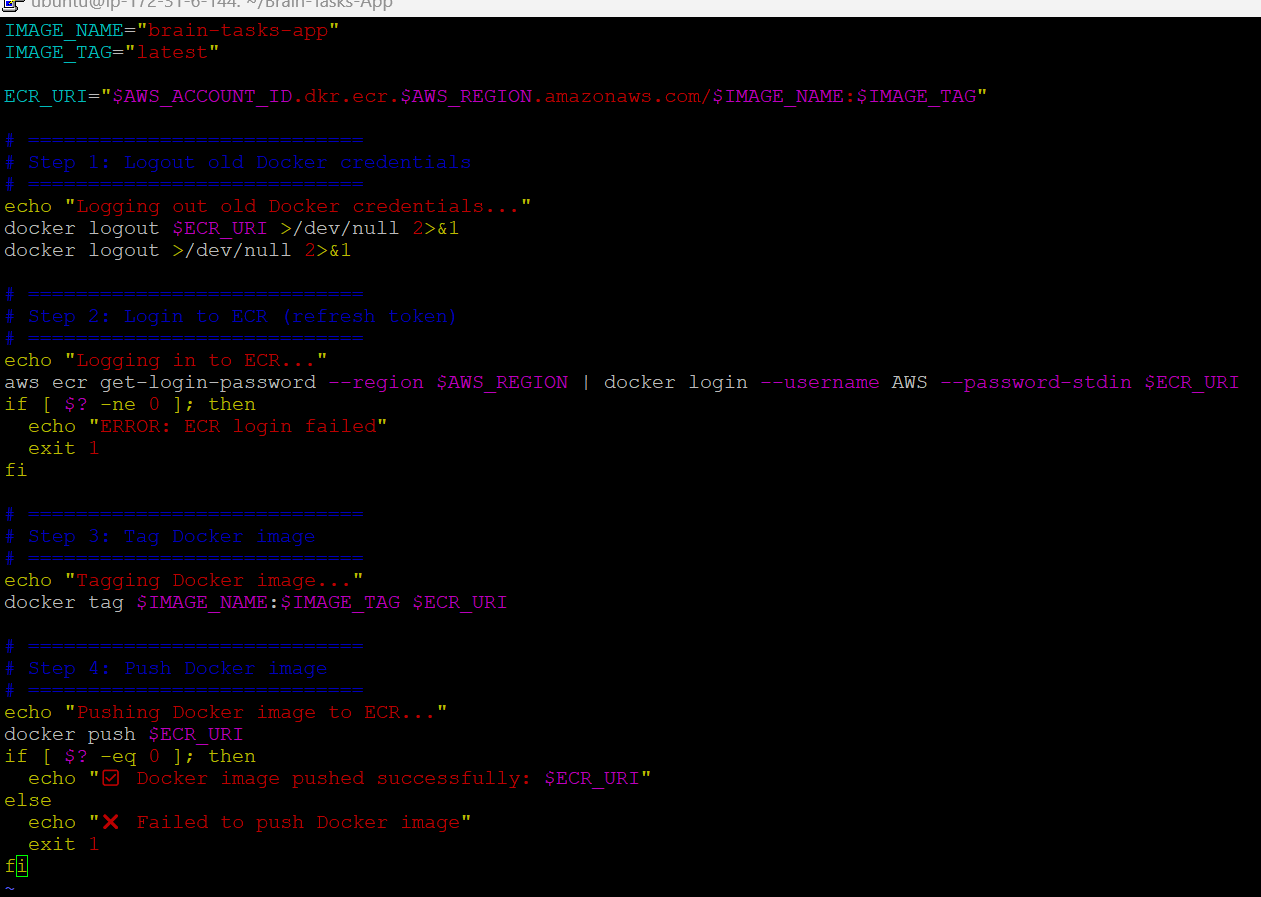 ubuntu@ip-172-31-6-144: ~/Brain-Tasks-App
IMAGE_NAME="brain-tasks-app"
IMAGE_TAG="latest"
ECR_URI="$AWS_ACCOUNT_ID.dkr.ecr.$AWS_REGION.amazonaws.com/$IMAGE_NAME:$IMAGE_TAG"
# ============================
# Step 1: Logout old Docker credentials
# ============================
echo "Logging out old Docker credentials..."
docker logout $ECR_URI >/dev/null 2>&1
docker logout >/dev/null 2>&1
# ============================
# Step 2: Login to ECR (refresh token)
# ============================
echo "Logging in to ECR..."
aws ecr get-login-password --region $AWS_REGION | docker login --username AWS --password-stdin $ECR_URI
if [ $? -ne 0 ]; then
  echo "ERROR: ECR login failed"
  exit 1
fi
# ============================
# Step 3: Tag Docker image
# ============================
echo "Tagging Docker image..."
docker tag $IMAGE_NAME:$IMAGE_TAG $ECR_URI
# ============================
# Step 4: Push Docker image
# ============================
echo "Pushing Docker image to ECR..."
docker push $ECR_URI
if [ $? -eq 0 ]; then
  echo "☑ Docker image pushed successfully: $ECR_URI"
else
  echo "❌ Failed to push Docker image"
  exit 1
fi
~